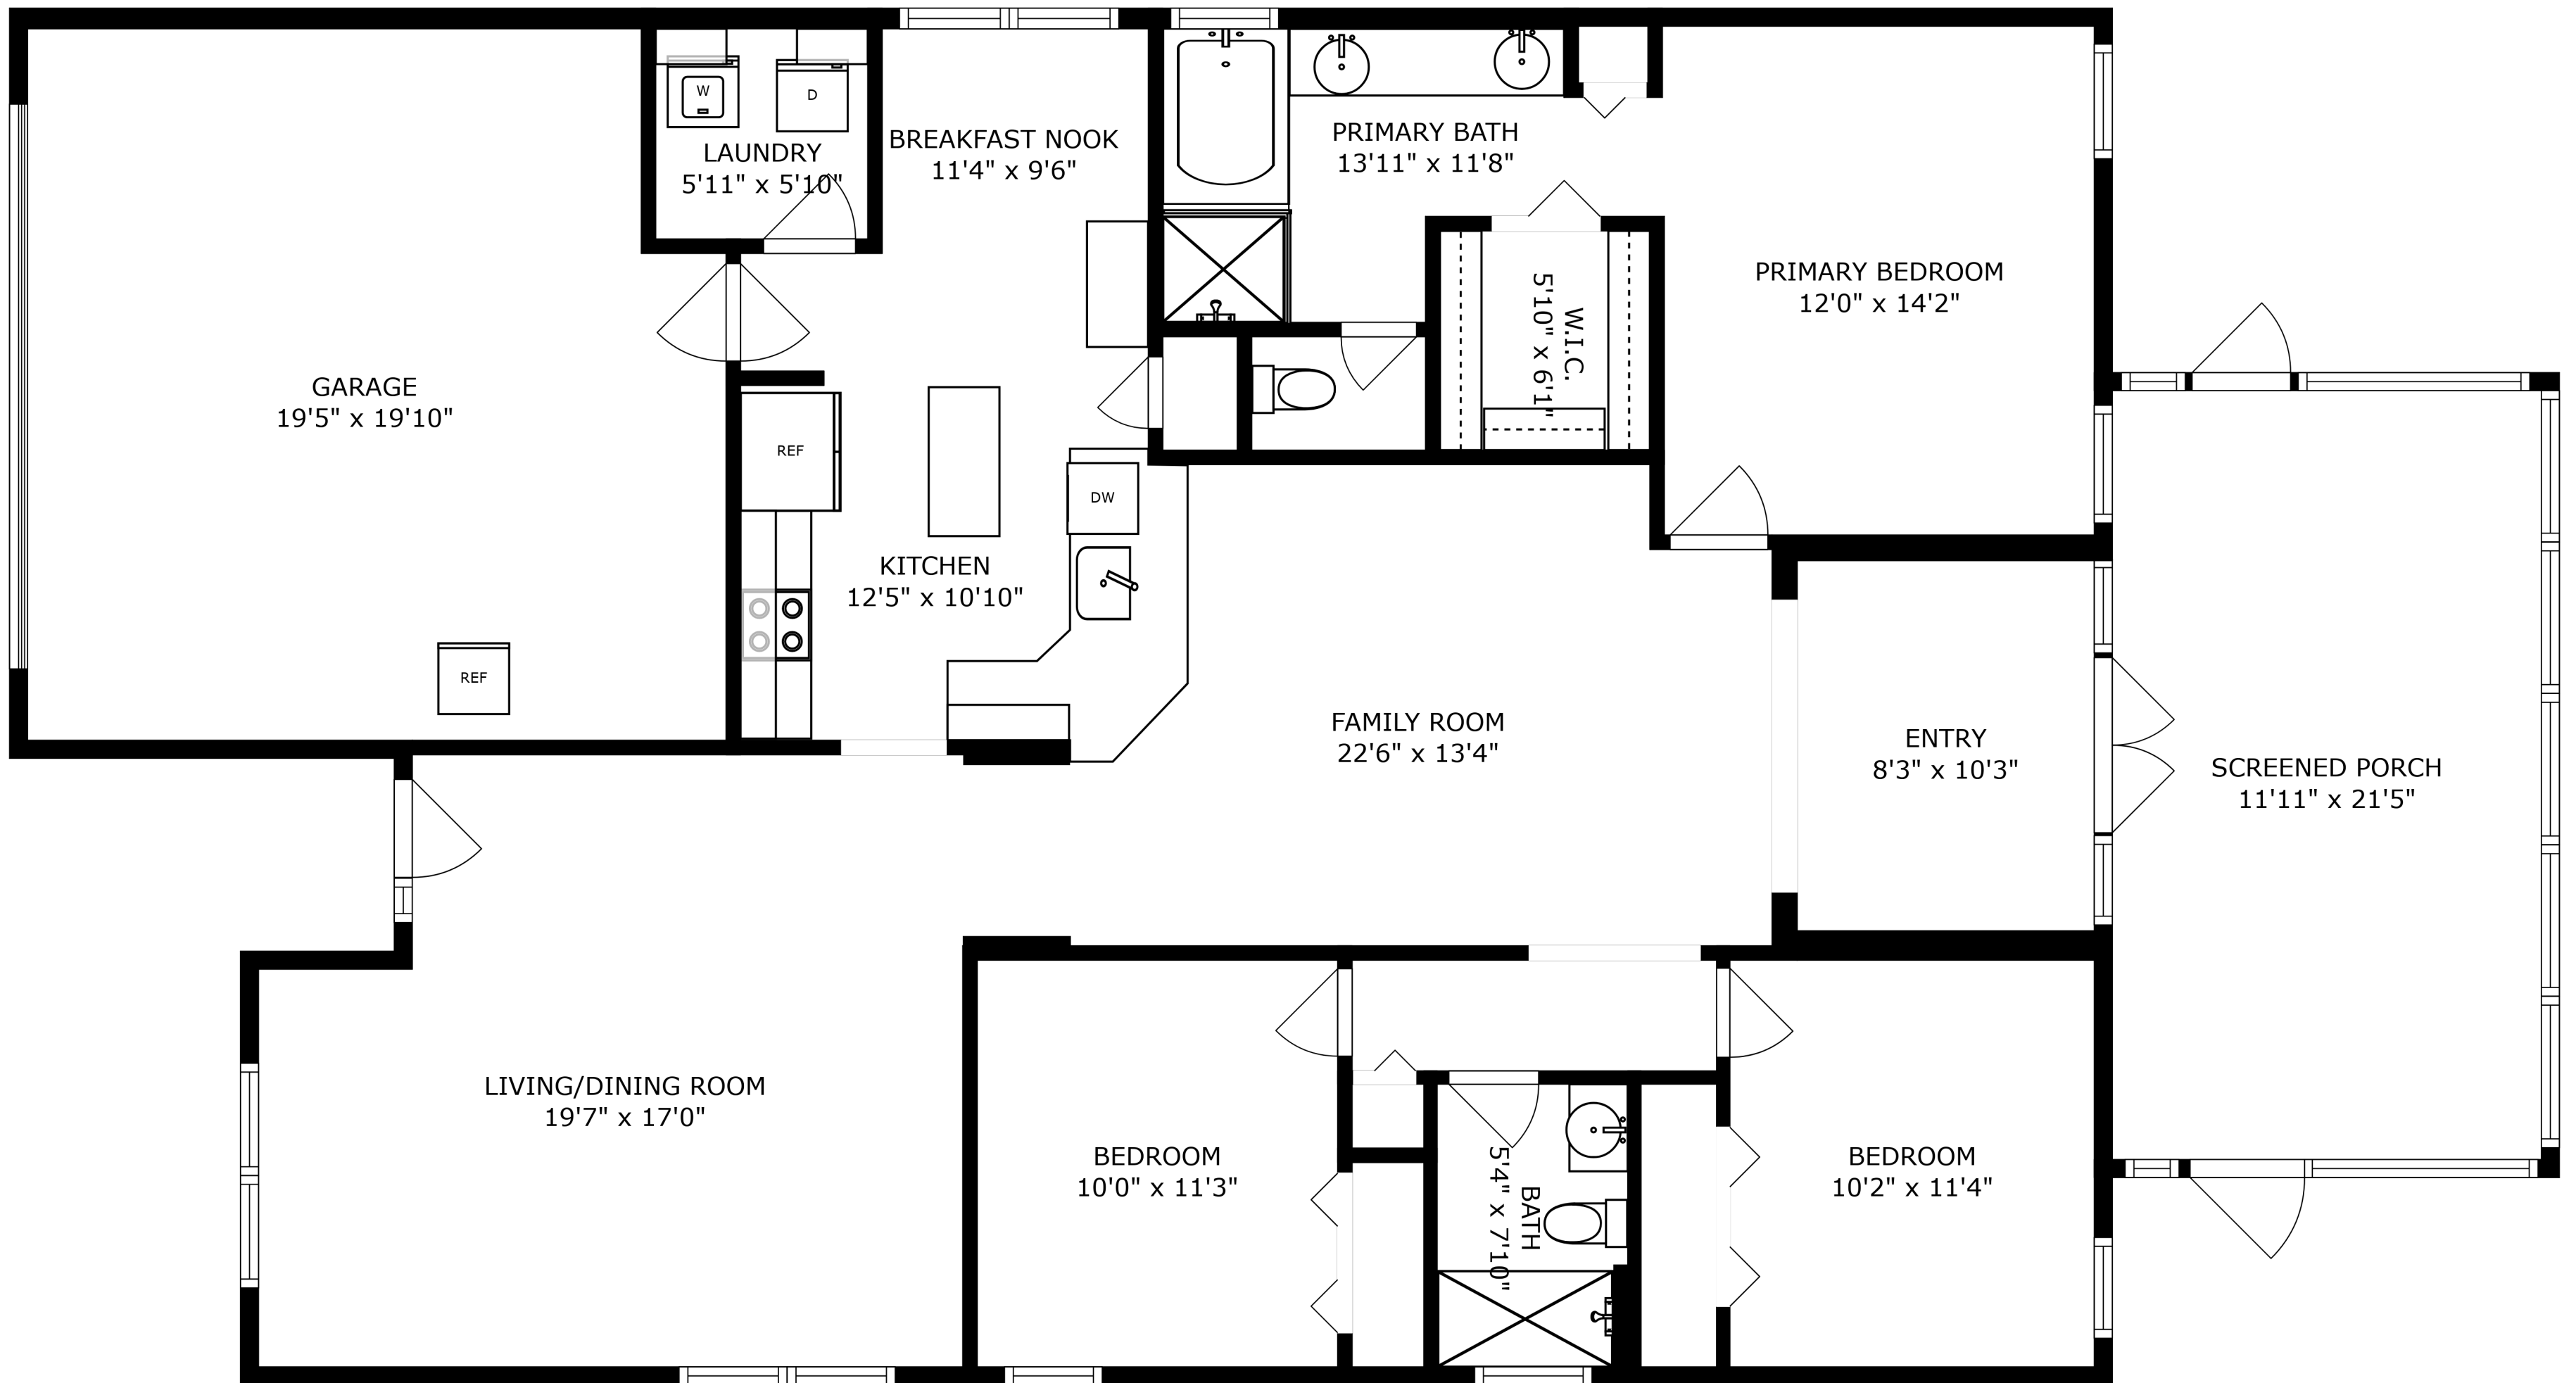 W
D
LAUNDRY
5'11" x 5'10"
BREAKFAST NOOK
11'4" x 9'6"
PRIMARY BATH
13'11" x 11'8"
PRIMARY BEDROOM
12'0" x 14'2"
W.I.C.
5'10" x 6'1"
GARAGE
19'5" x 19'10"
REF
DW
KITCHEN
12'5" x 10'10"
REF
FAMILY ROOM
22'6" x 13'4"
ENTRY
8'3" x 10'3"
SCREENED PORCH
11'11" x 21'5"
LIVING/DINING ROOM
19'7" x 17'0"
BEDROOM
10'0" x 11'3"
BATH
5'4" x 7'10"
BEDROOM
10'2" x 11'4"